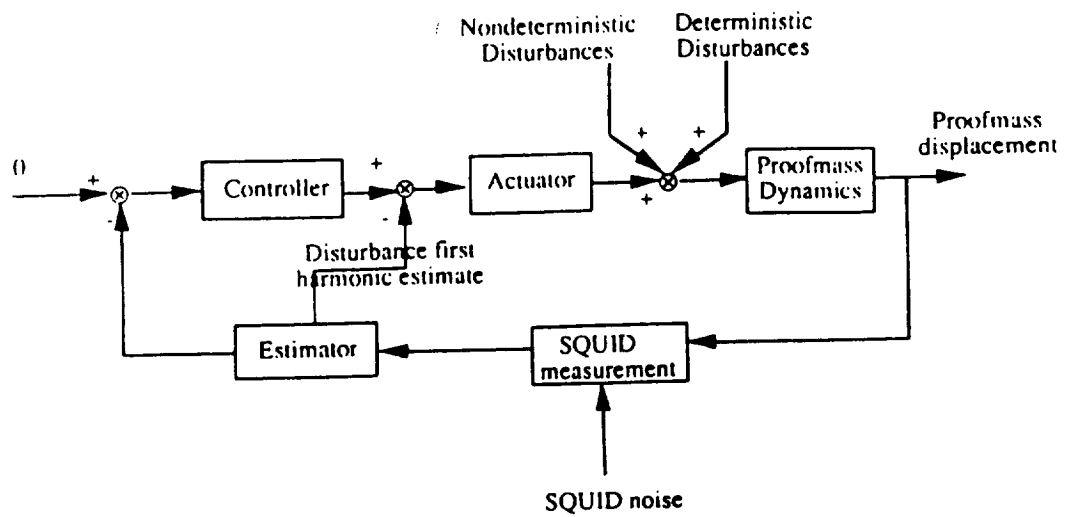 Nondeterministic
Disturbances
Deterministic
Disturbances
Proofmass
displacement
0
+
-
Controller
+
-
Actuator
+
+
+
Proofmass
Dynamics
Disturbance first
harmonic estimate
Estimator
SQUID
measurement
SQUID noise